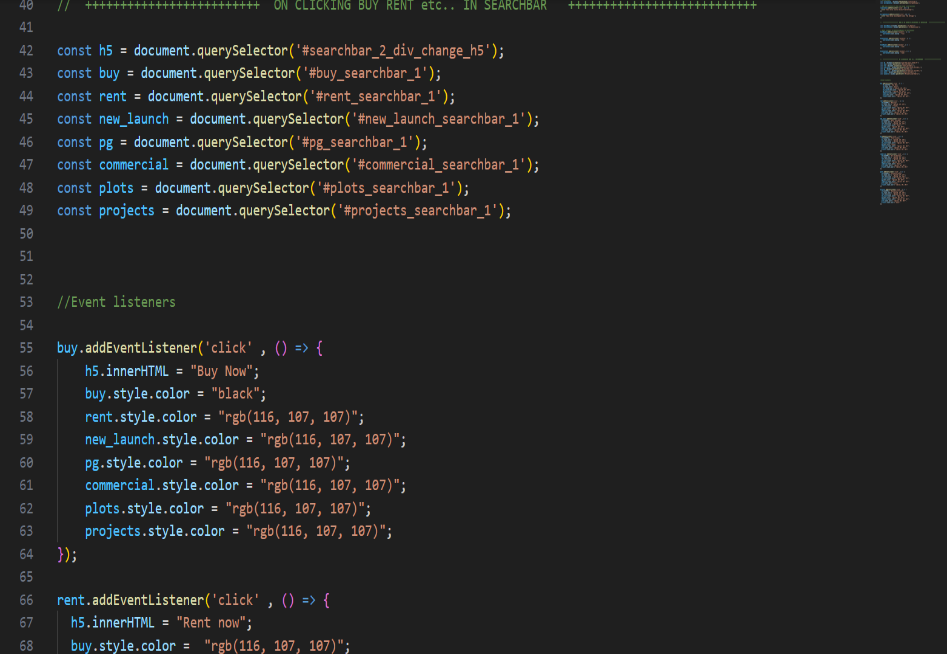 40 // +++++++++++++++++++++++++ ON CLICKING BUY RENT etc.. IN SEARCHBAR +++++++++++++++++++++++++++
41
42 const h5 = document.querySelector('#searchbar_2_div_change_h5');
43 const buy = document.querySelector('#buy_searchbar_1');
44 const rent = document.querySelector('#rent_searchbar_1');
45 const new_launch = document.querySelector('#new_launch_searchbar_1');
46 const pg = document.querySelector('#pg_searchbar_1');
47 const commercial = document.querySelector('#commercial_searchbar_1');
48 const plots = document.querySelector('#plots_searchbar_1');
49 const projects = document.querySelector('#projects_searchbar_1');
50
51
52
53 //Event listeners
54
55 buy.addEventListener('click' , () => {
56 h5.innerHTML = "Buy Now";
57 buy.style.color = "black";
58 rent.style.color = "rgb(116, 107, 107)";
59 new_launch.style.color = "rgb(116, 107, 107)";
60 pg.style.color = "rgb(116, 107, 107)";
61 commercial.style.color = "rgb(116, 107, 107)";
62 plots.style.color = "rgb(116, 107, 107)";
63 projects.style.color = "rgb(116, 107, 107)";
64 });
65
66 rent.addEventListener('click' , () => {
67 h5.innerHTML = "Rent now";
68 buy.style.color = "rgb(116, 107, 107)";